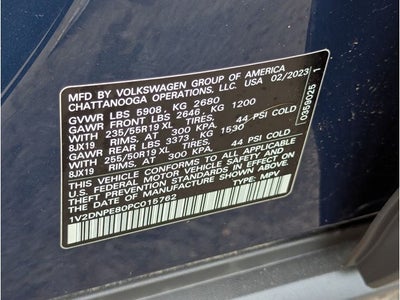 MFD BY VOLKSWAGEN GROUP OF AMERICA
CHATTANOOGA OPERATIONS, LLC. USA 02/2023
GVWR LBS 5908, KG 2680
GAWR FRONT LBS 2646, KG 1200
WITH 235/55R19 XL TIRES. 44 PSI COLD
8JX19 RIMS. AT 300 KPA.
GAWR REAR LBS 3373, KG 1530
WITH 255/50R19 XL TIRES. 44 PSI COLD
8JX19 RIMS. AT 300 KPA.
THIS VEHICLE CONFORMS TO ALL APPLICABLE
U.S. FEDERAL MOTOR VEHICLE SAFETY AND
THEFT PREVENTION STANDARDS IN EFFECT ON
THE DATE OF MANUFACTURE SHOWN ABOVE.
1V2DNPE80PC015762 TYPE: MPV
0359025 1